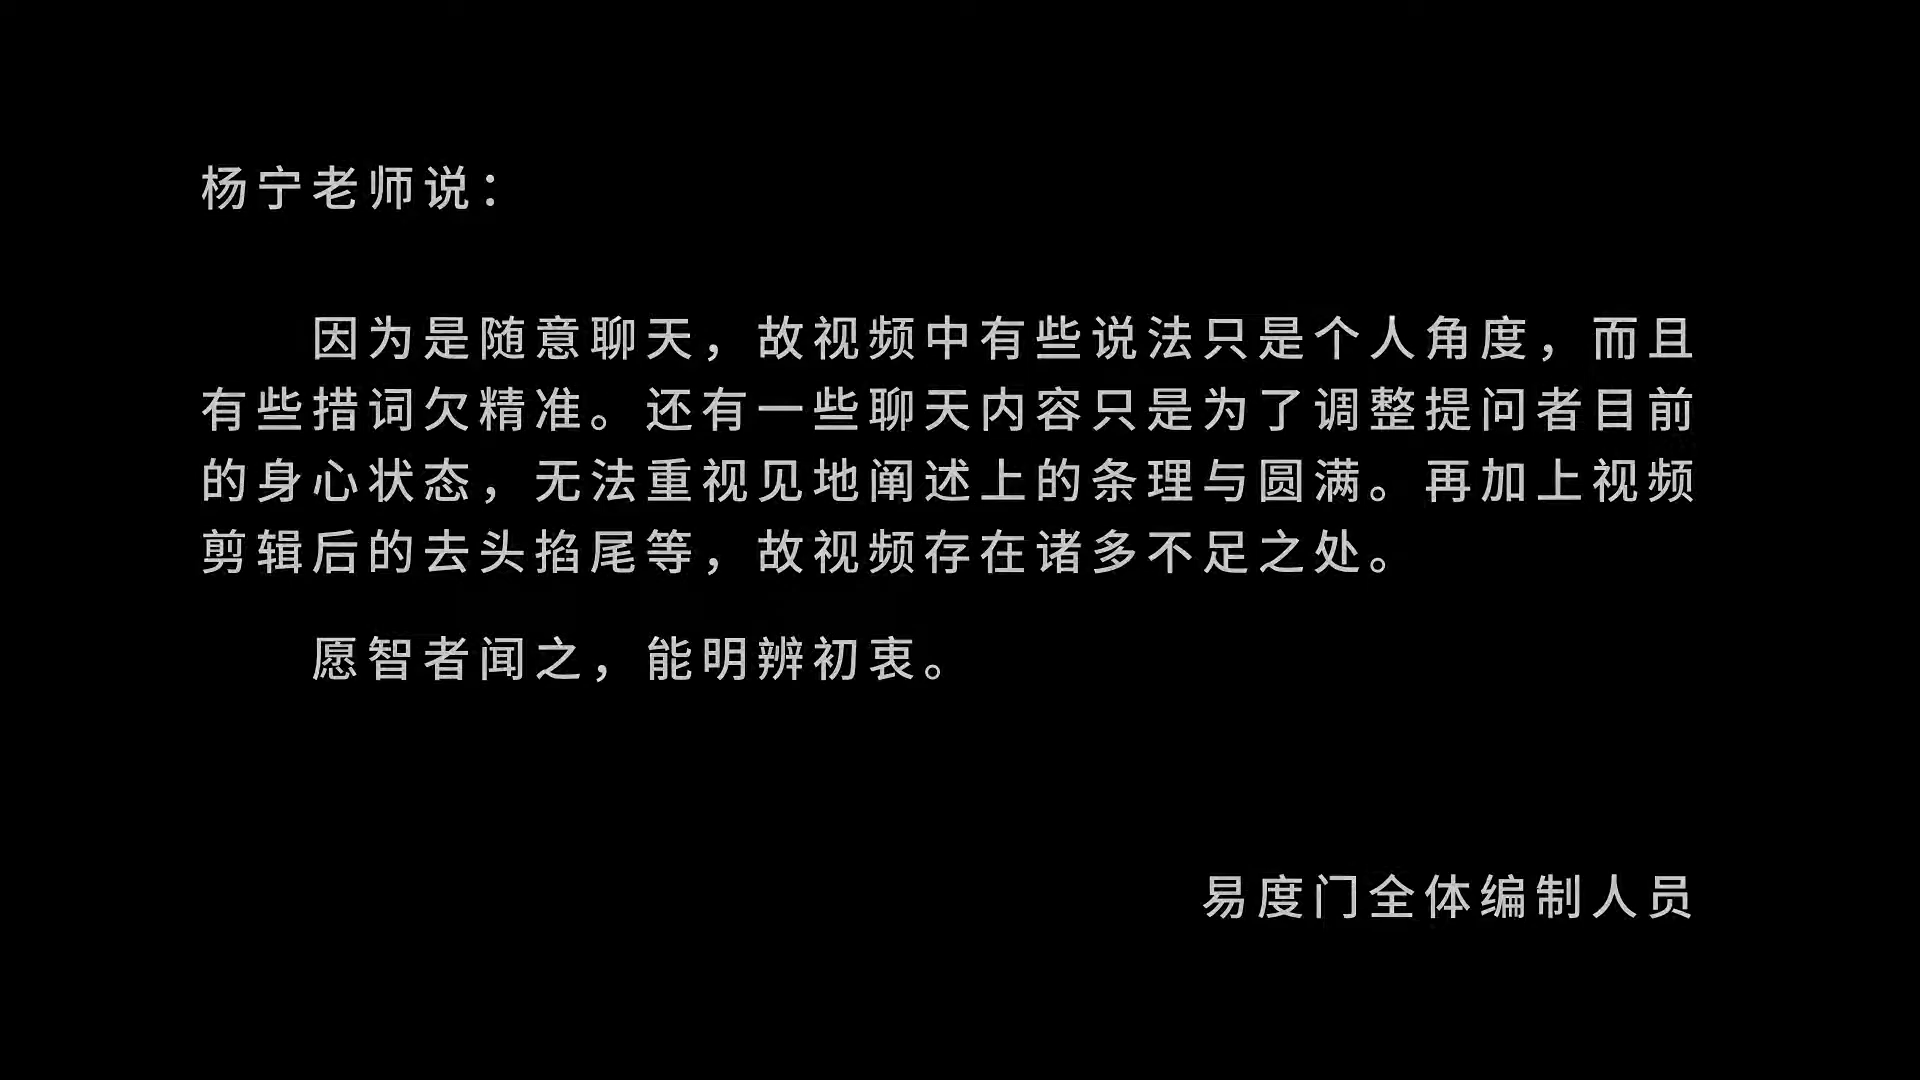 杨宁老师说：
因为是随意聊天，故视频中有些说法只是个人角度，而且
有些措词欠精准。还有一些聊天内容只是为了调整提问者目前
的身心状态，无法重视见地阐述上的条理与圆满。再加上视频
剪辑后的去头掐尾等，故视频存在诸多不足之处。
愿智者闻之，能明辨初衷。
易度门全体编制人员